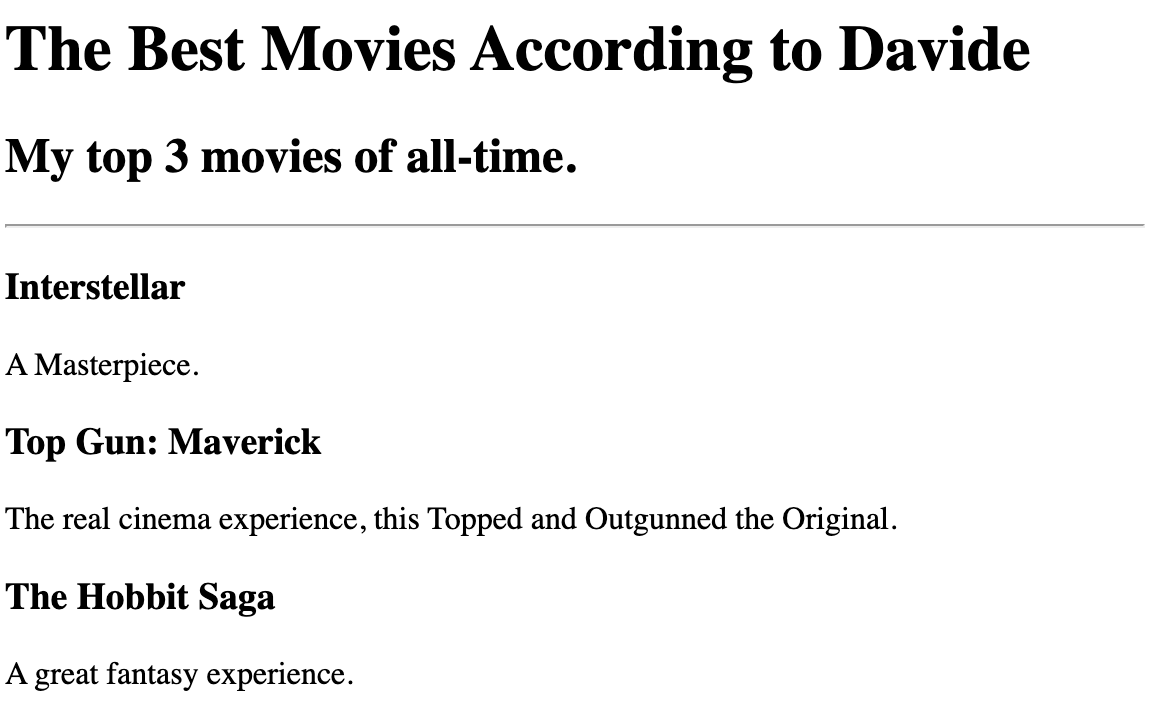 The Best Movies According to Davide
My top 3 movies of all-time.
Interstellar
A Masterpiece.
Top Gun: Maverick
The real cinema experience, this Topped and Outgunned the Original.
The Hobbit Saga
A great fantasy experience.